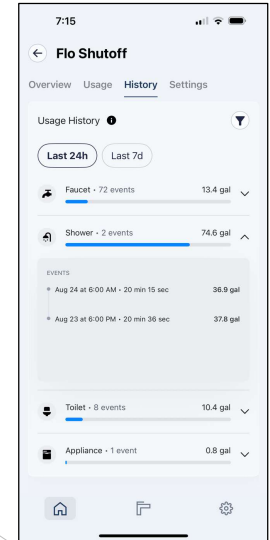 7:15
Flo Shutoff
Overview Usage History Settings
Usage History
Last 24h Last 7d
Faucet • 72 events 13.4 gal
Shower • 2 events 74.6 gal
EVENTS
Aug 24 at 6:00 AM • 20 min 15 sec 36.9 gal
Aug 23 at 6:00 PM • 20 min 36 sec 37.8 gal
Toilet • 8 events 10.4 gal
Appliance • 1 event 0.8 gal